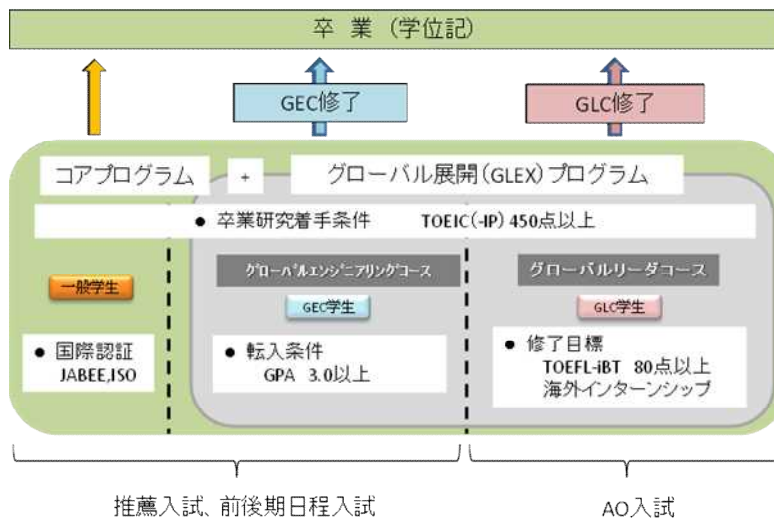 卒 業 (学位記)
GEC修了
GLC修了
コアプログラム + グローバル展開(GLEX)プログラム
● 卒業研究着手条件 TOEIC(-IP) 450点以上
グローバルエンジニアリングコース
グローバルリーダコース
一般学生
GEC学生
GLC学生
● 国際認証
JABEE,ISO
● 転入条件
GPA 3.0以上
● 修了目標
TOEFL-iBT 80点以上
海外インターンシップ
推薦入試、前後期日程入試
AO入試